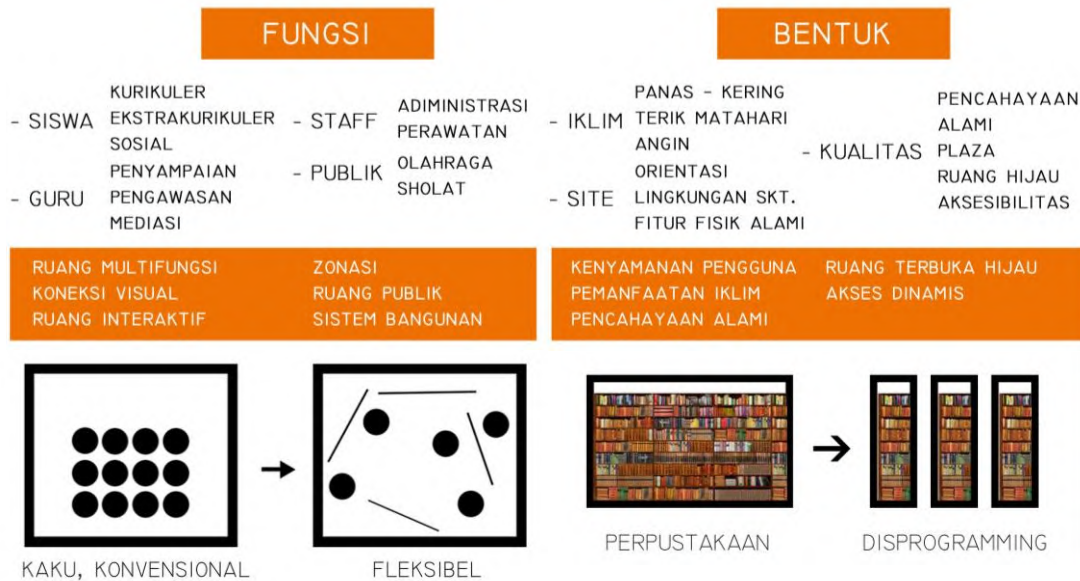 FUNGSI
- SISWA
KURIKULER
EKSTRAKURIKULER
SOSIAL
- GURU
PENYAMPAIAN
PENGAWASAN
MEDIASI
- STAFF
ADIMINISTRASI
PERAWATAN
- PUBLIK
OLAHRAGA
SHOLAT
RUANG MULTIFUNGSI
KONEKSI VISUAL
RUANG INTERAKTIF
ZONASI
RUANG PUBLIK
SISTEM BANGUNAN
KAKU, KONVENSIONAL
FLEKSIBEL
BENTUK
- IKLIM
PANAS - KERING
TERIK MATAHARI
ANGIN
- SITE
ORIENTASI
LINGKUNGAN SKT.
FITUR FISIK ALAMI
- KUALITAS
PENCAHAYAAN
ALAMI
PLAZA
RUANG HIJAU
AKSESIBILITAS
KENYAMANAN PENGGUNA
PEMANFAATAN IKLIM
PENCAHAYAAN ALAMI
RUANG TERBUKA HIJAU
AKSES DINAMIS
PERPUSTAKAAN
DISPROGRAMMING